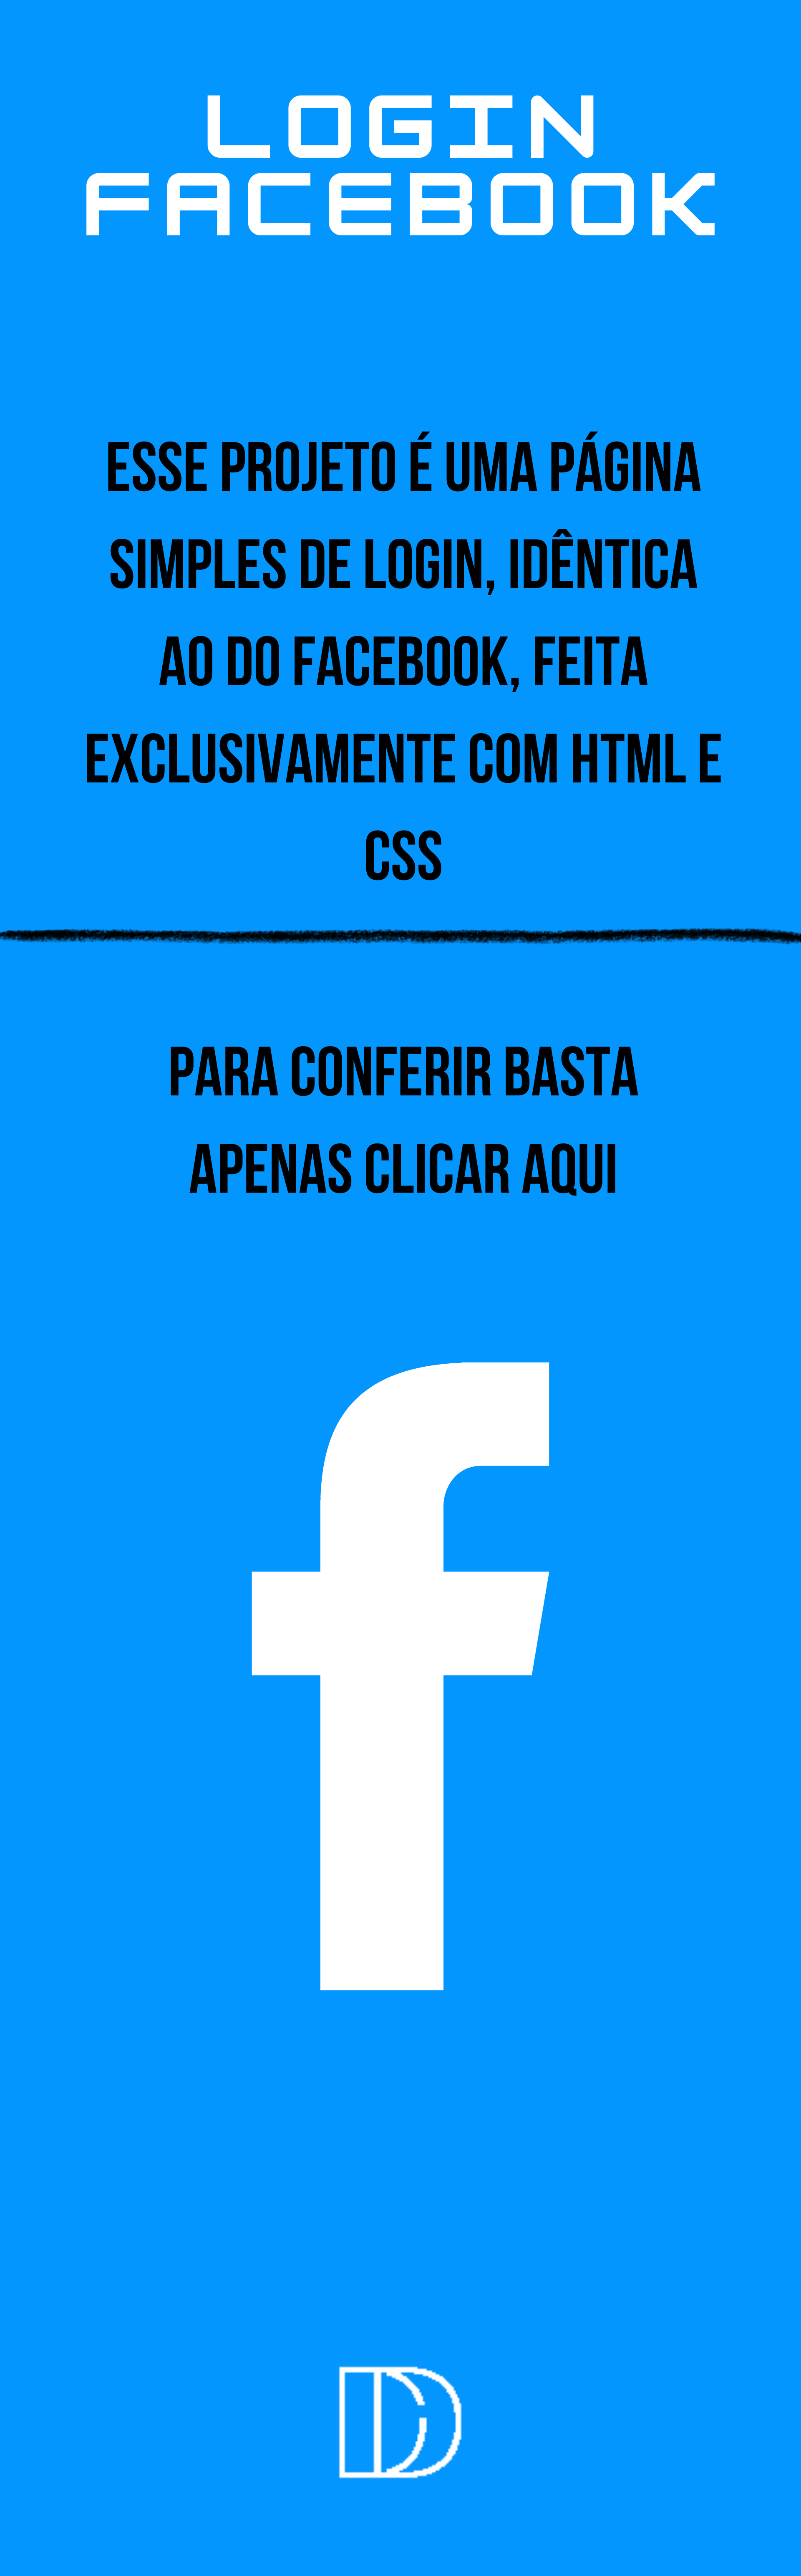 LOGIN
FACEBOOK
ESSE PROJETO É UMA PÁGINA
SIMPLES DE LOGIN, IDÊNTICA
AO DO FACEBOOK, FEITA
EXCLUSIVAMENTE COM HTML E
CSS
PARA CONFERIR BASTA
APENAS CLICAR AQUI
f
D